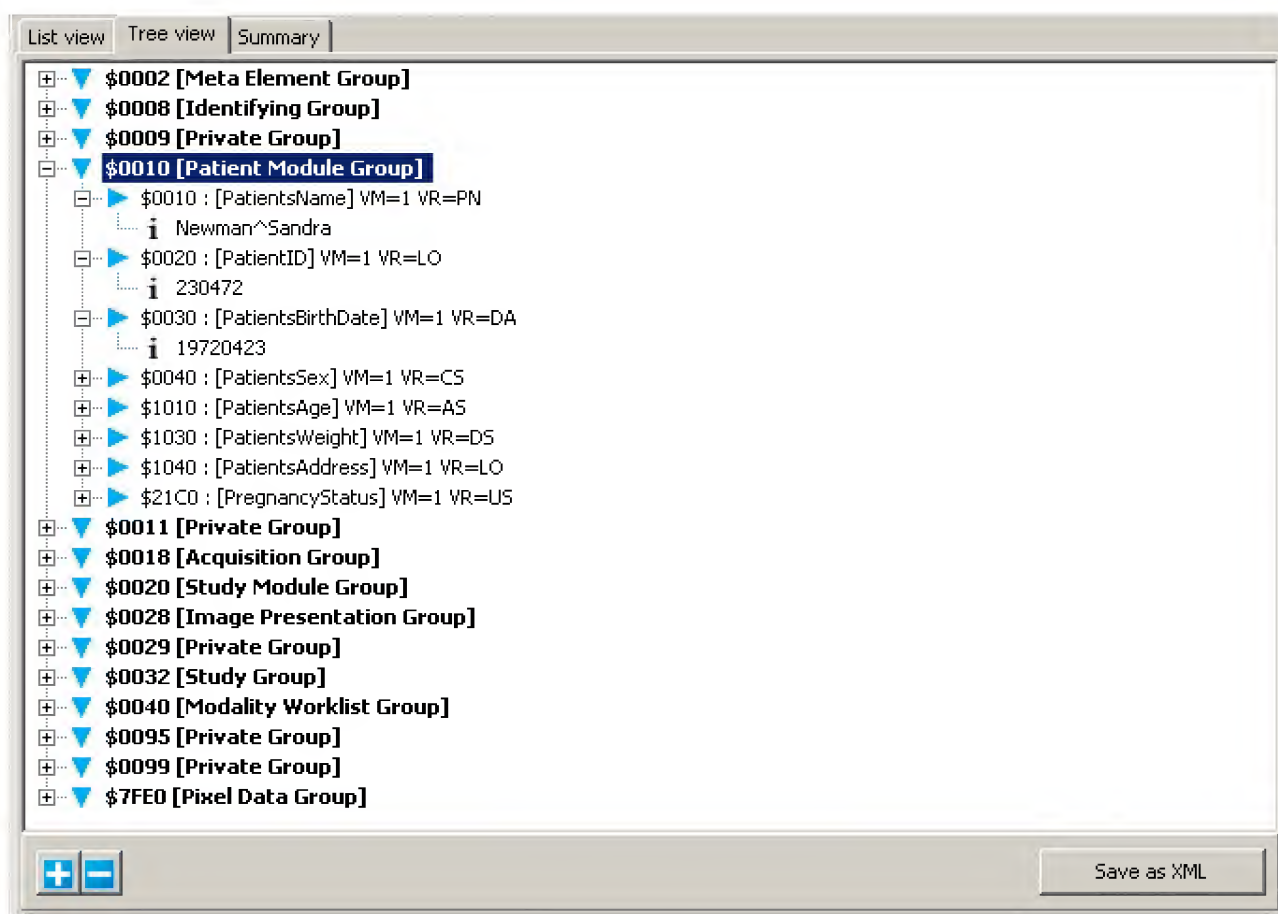 List view Tree view Summary
$0002 [Meta Element Group]
$0008 [Identifying Group]
$0009 [Private Group]
$0010 [Patient Module Group]
$0010 : [PatientsName] VM=1 VR=PN
Newman^Sandra
$0020 : [PatientID] VM=1 VR=LO
230472
$0030 : [PatientsBirthDate] VM=1 VR=DA
19720423
$0040 : [PatientsSex] VM=1 VR=CS
$1010 : [PatientsAge] VM=1 VR=AS
$1030 : [PatientsWeight] VM=1 VR=DS
$1040 : [PatientsAddress] VM=1 VR=LO
$21C0 : [PregnancyStatus] VM=1 VR=US
$0011 [Private Group]
$0018 [Acquisition Group]
$0020 [Study Module Group]
$0028 [Image Presentation Group]
$0029 [Private Group]
$0032 [Study Group]
$0040 [Modality Worklist Group]
$0095 [Private Group]
$0099 [Private Group]
$7FE0 [Pixel Data Group]
Save as XML